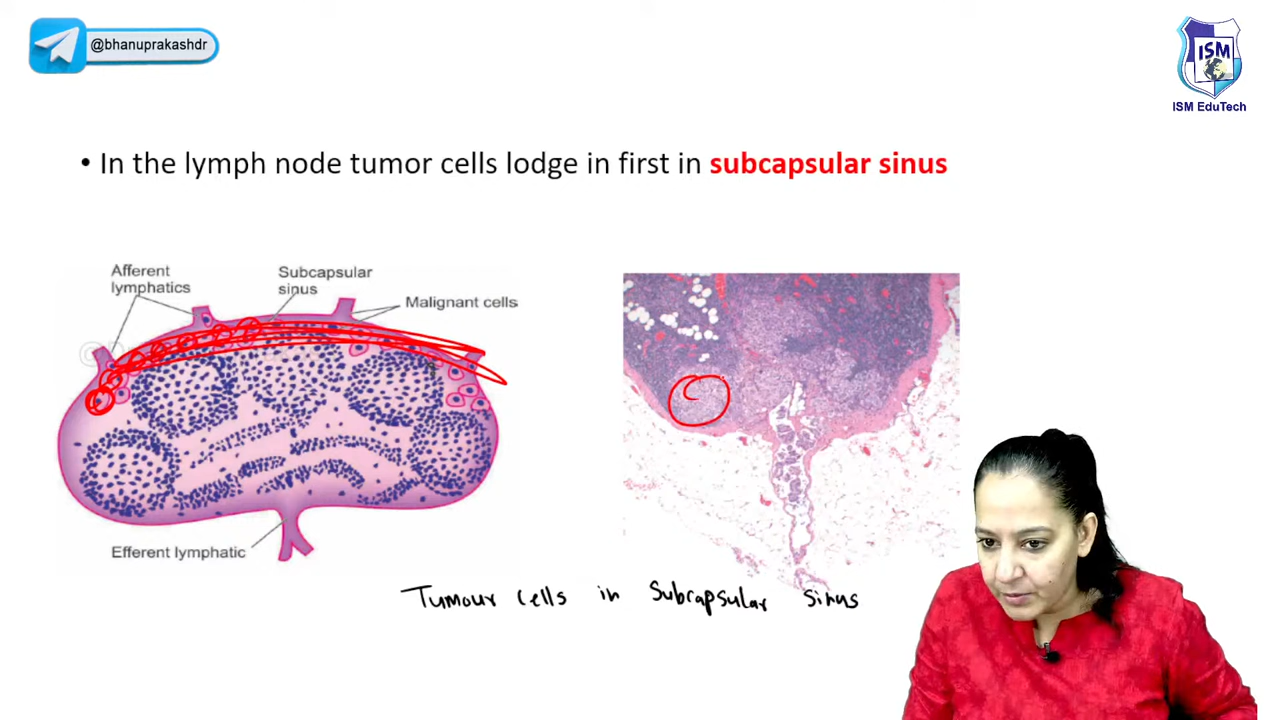 @bhanuprakashdr
ISM
ISM EduTech
• In the lymph node tumor cells lodge in first in subcapsular sinus
Afferent
lymphatics
Subcapsular
sinus
Malignant cells
Efferent lymphatic
Tumour cells in Subcapsular sinus